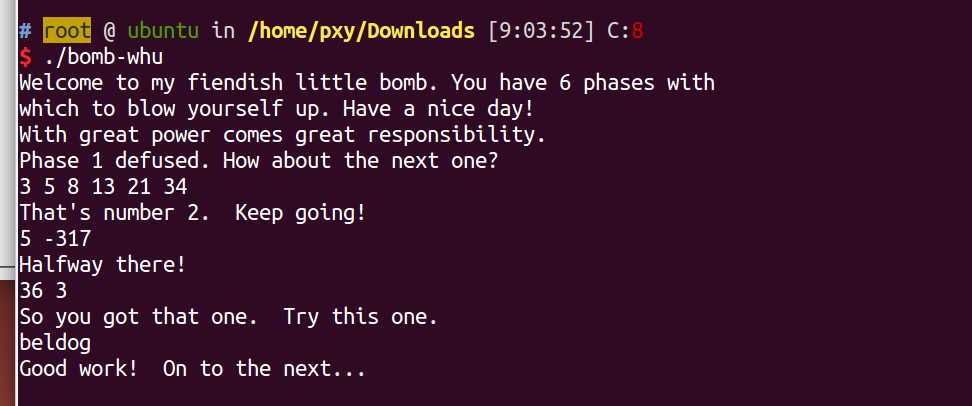 # root @ ubuntu in /home/pxy/Downloads [9:03:52] C:8
$ ./bomb-whu
Welcome to my fiendish little bomb. You have 6 phases with
which to blow yourself up. Have a nice day!
With great power comes great responsibility.
Phase 1 defused. How about the next one?
3 5 8 13 21 34
That's number 2.  Keep going!
5 -317
Halfway there!
36 3
So you got that one.  Try this one.
beldog
Good work!  On to the next...